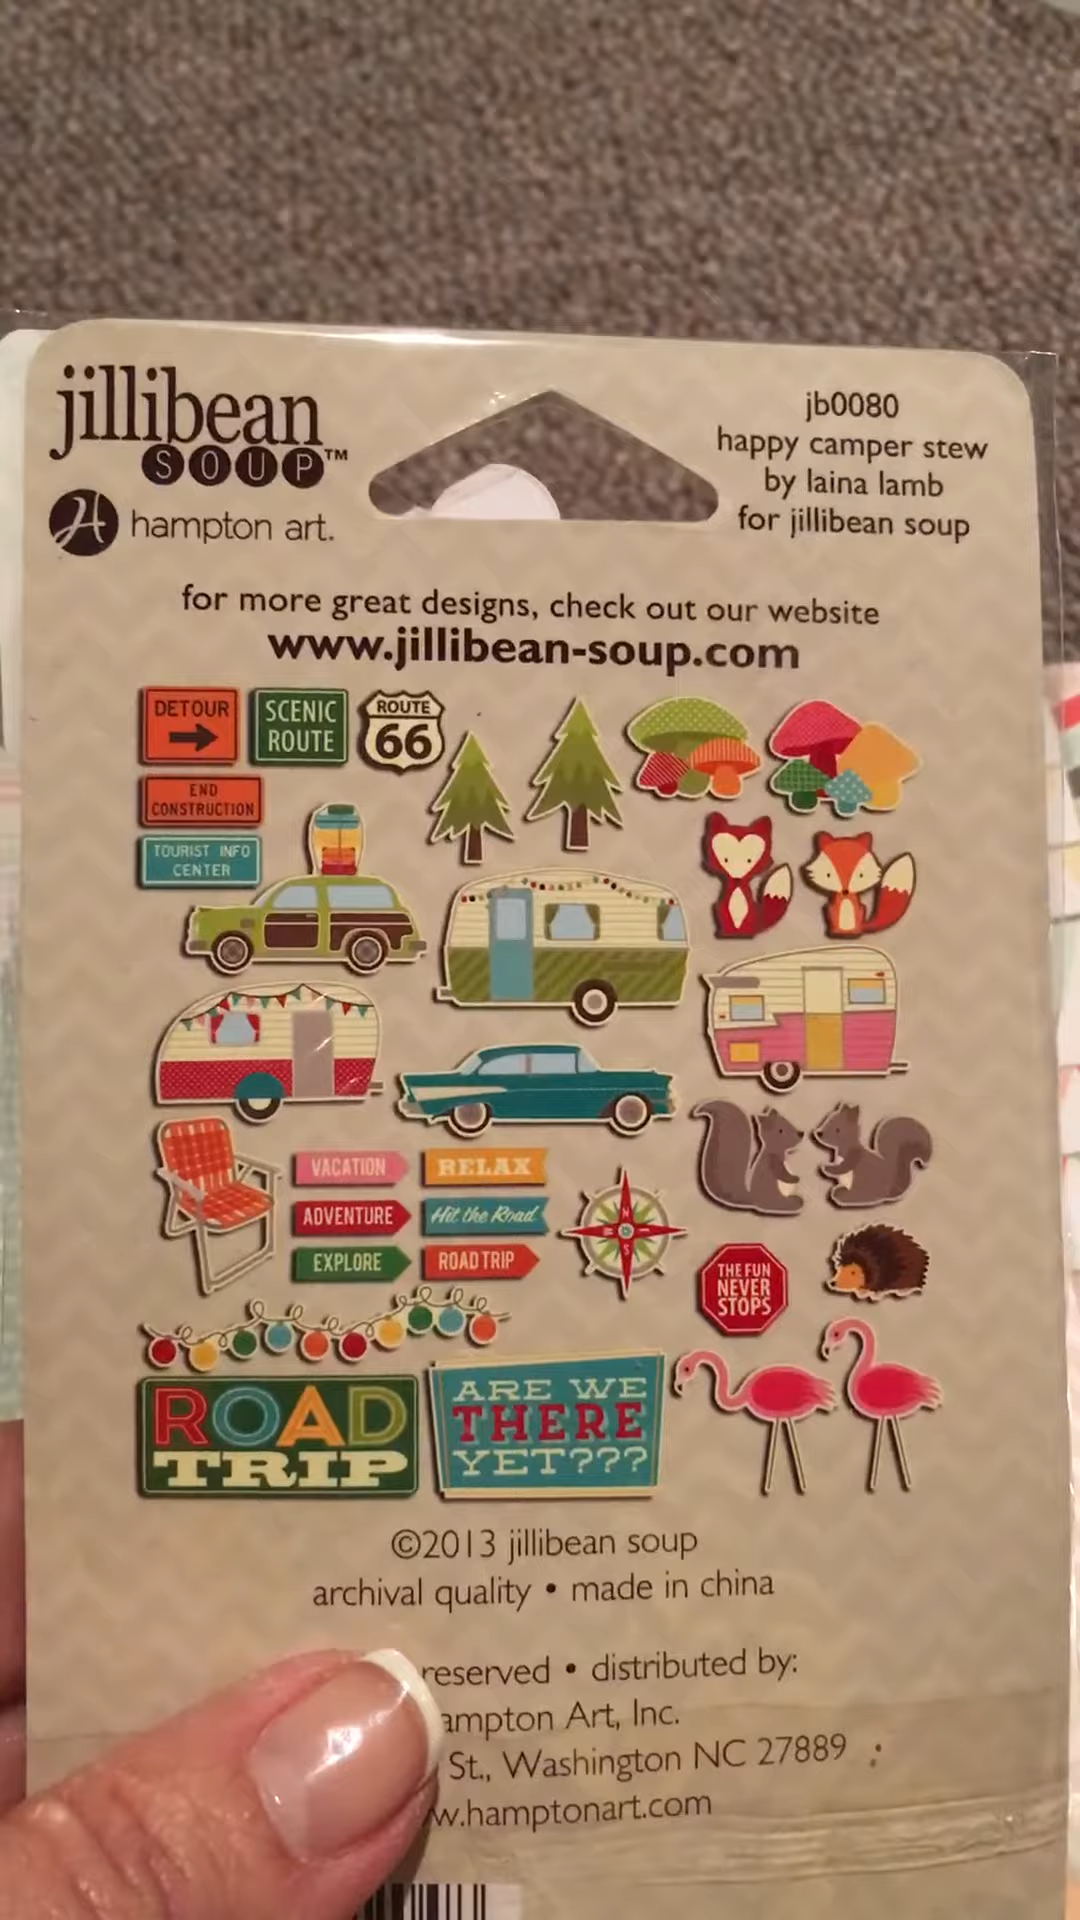 jillibean
SOUP™
hampton art.
jb0080
happy camper stew
by laina lamb
for jillibean soup
for more great designs, check out our website
www.jillibean-soup.com
DETOUR
SCENIC
ROUTE
ROUTE
66
END
CONSTRUCTION
TOURIST INFO
CENTER
VACATION
RELAX
ADVENTURE
Hit the Road
EXPLORE
ROAD TRIP
N
S
THE FUN
NEVER
STOPS
ROAD
TRIP
ARE WE
THERE
YET???
©2013 jillibean soup
archival quality • made in china
reserved • distributed by:
ampton Art, Inc.
St., Washington NC 27889
w.hamptonart.com